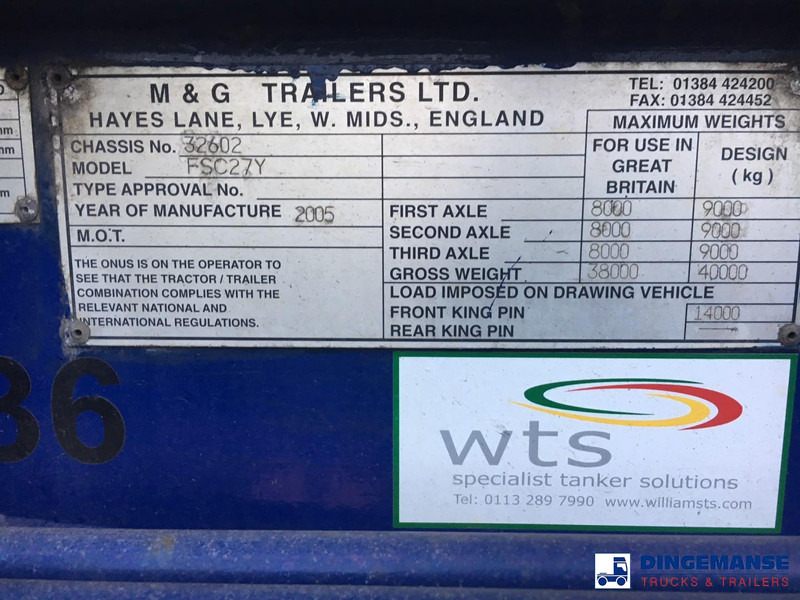 M & G TRAILERS LTD.
HAYES LANE, LYE, W. MIDS., ENGLAND
TEL: 01384 424200
FAX: 01384 424452
CHASSIS No. 32602
MODEL FSC27Y
TYPE APPROVAL No.
YEAR OF MANUFACTURE 2005
M.O.T.
THE ONUS IS ON THE OPERATOR TO
SEE THAT THE TRACTOR / TRAILER
COMBINATION COMPLIES WITH THE
RELEVANT NATIONAL AND
INTERNATIONAL REGULATIONS.
MAXIMUM WEIGHTS
FOR USE IN GREAT BRITAIN
DESIGN (kg)
FIRST AXLE 8000 9000
SECOND AXLE 8000 9000
THIRD AXLE 8000 9000
GROSS WEIGHT 38000 40000
LOAD IMPOSED ON DRAWING VEHICLE
FRONT KING PIN 14000
REAR KING PIN —
mm
mm
m
36
wts
specialist tanker solutions
Tel: 0113 289 7990 www.williamsts.com
DINGEMANSE
TRUCKS & TRAILERS